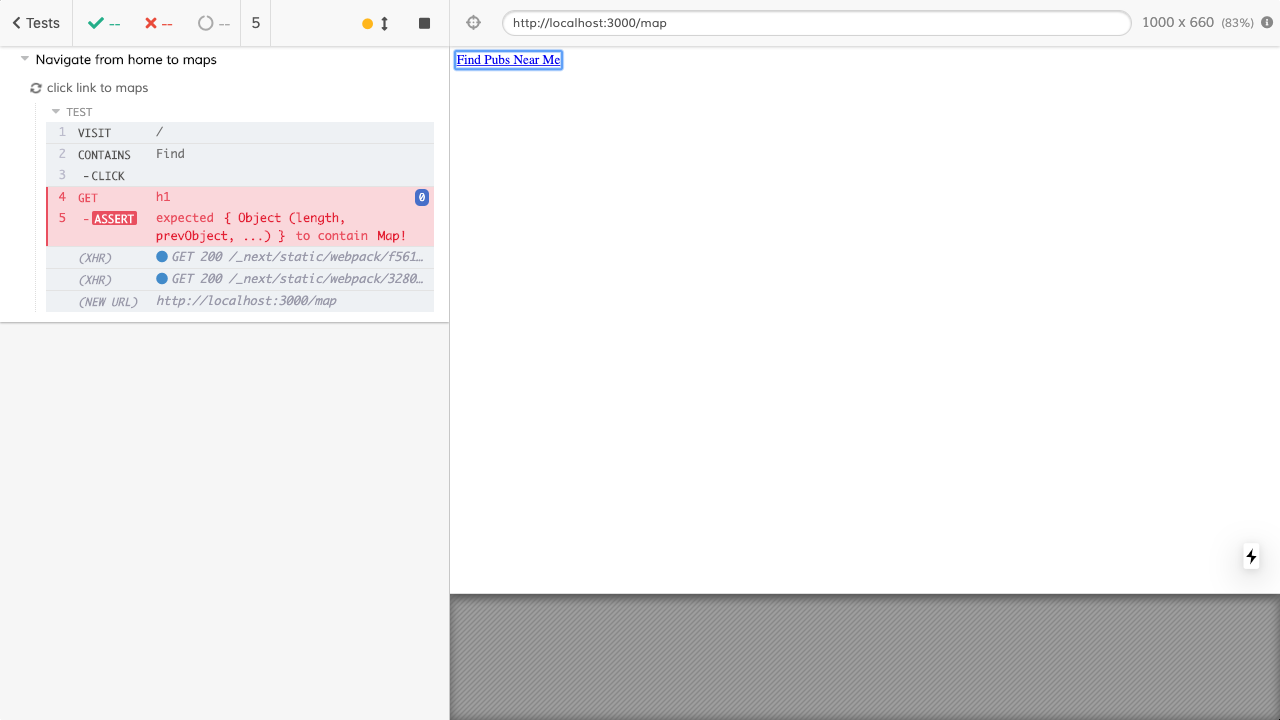 Tests -- -- -- 5
http://localhost:3000/map 1000 x 660 (83%)
Navigate from home to maps
click link to maps
TEST
1 VISIT /
2 CONTAINS Find
3 -CLICK
4 GET h1 0
5 -ASSERT expected { Object (length,
prevObject, ...) } to contain Map!
(XHR) GET 200 /_next/static/webpack/f561…
(XHR) GET 200 /_next/static/webpack/3280…
(NEW URL) http://localhost:3000/map
Find Pubs Near Me